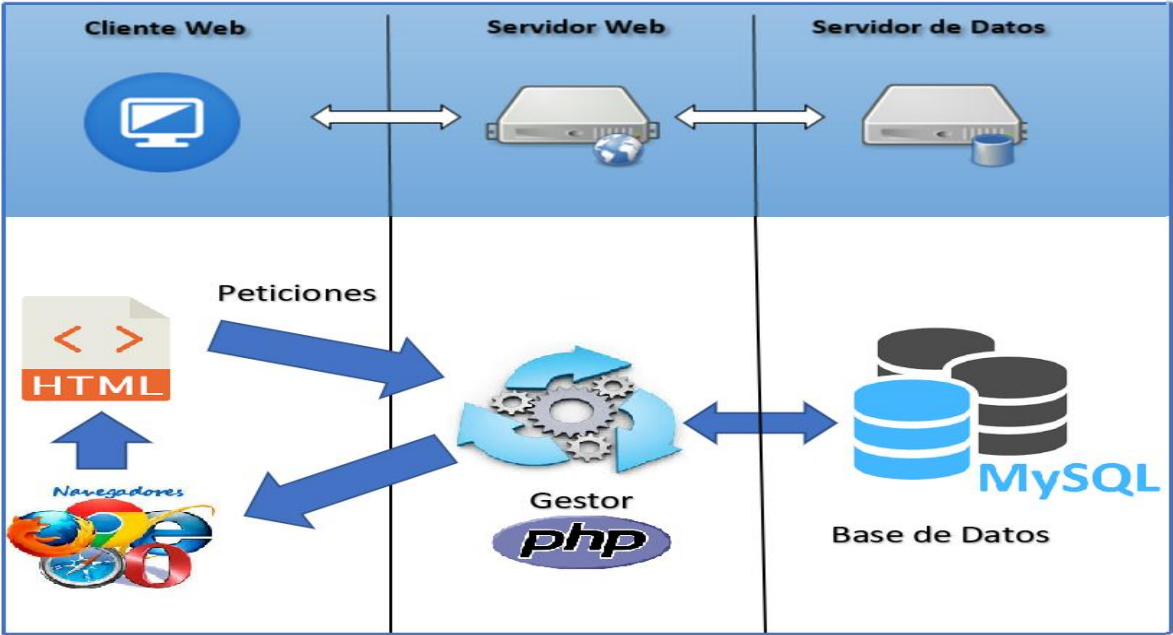 Cliente Web
Servidor Web
Servidor de Datos
Peticiones
< >
HTML
Navegadores
Gestor
php
MySQL
Base de Datos